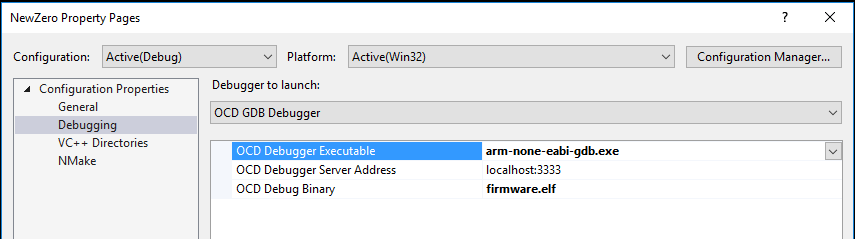 NewZero Property Pages
? ×
Configuration: Active(Debug) Platform: Active(Win32) Configuration Manager...
Configuration Properties
General
Debugging
VC++ Directories
NMake
Debugger to launch:
OCD GDB Debugger
OCD Debugger Executable arm-none-eabi-gdb.exe
OCD Debugger Server Address localhost:3333
OCD Debug Binary firmware.elf